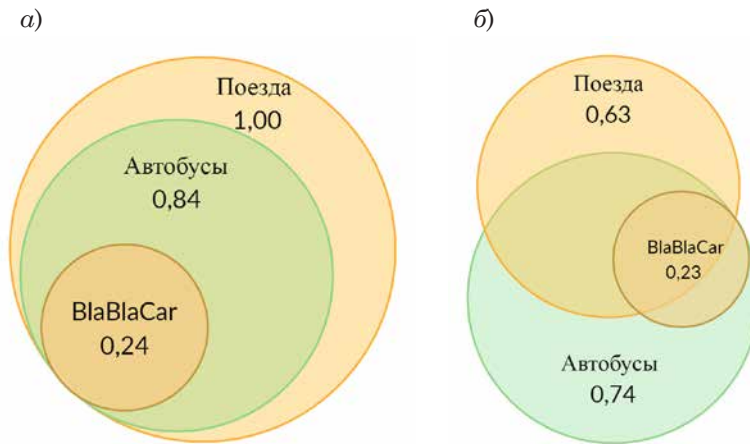 а)
Поезда
1,00
Автобусы
0,84
BlaBlaCar
0,24
б)
Поезда
0,63
BlaBlaCar
0,23
Автобусы
0,74